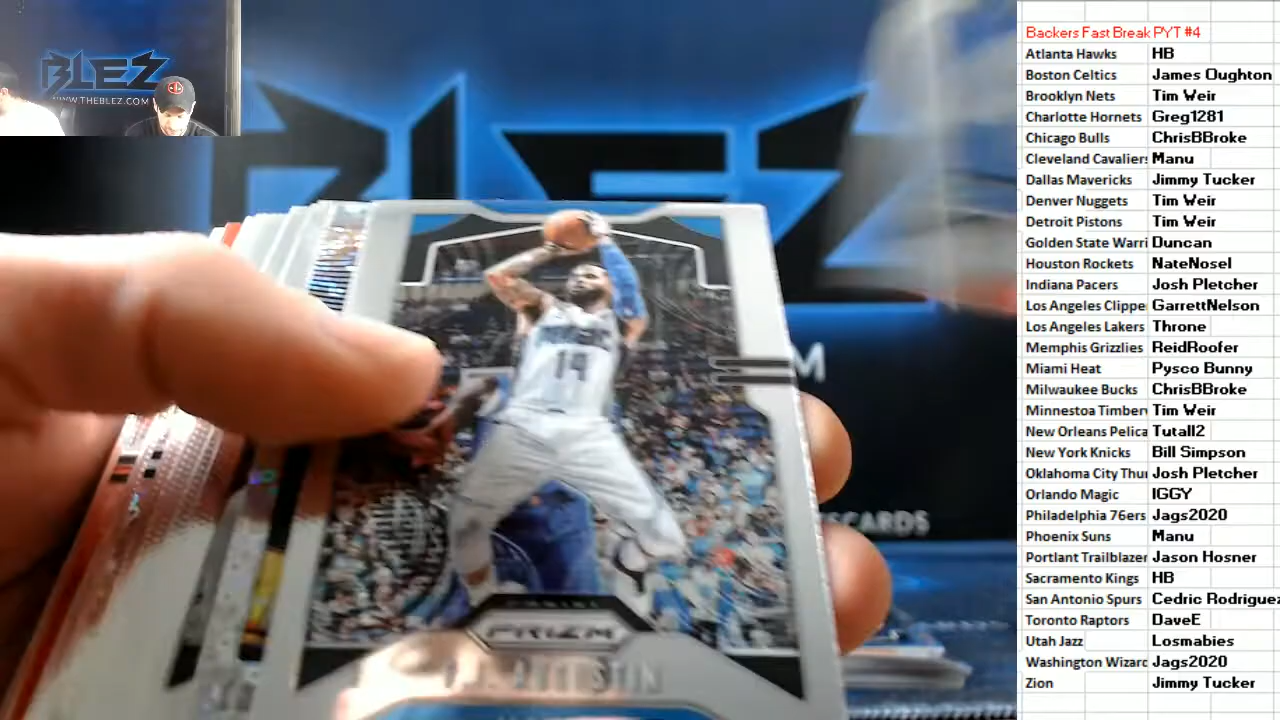 BLEZ
WWW.THEBLEZ.COM
BLEZ
M
SCARDS
14
PRIZM
Backers Fast Break PYT #4
Atlanta Hawks HB
Boston Celtics James Oughton
Brooklyn Nets Tim Weir
Charlotte Hornets Greg1281
Chicago Bulls ChrisBBroke
Cleveland Cavaliers Manu
Dallas Mavericks Jimmy Tucker
Denver Nuggets Tim Weir
Detroit Pistons Tim Weir
Golden State Warri Duncan
Houston Rockets NateNosel
Indiana Pacers Josh Pletcher
Los Angeles Clippe GarrettNelson
Los Angeles Lakers Throne
Memphis Grizzlies ReidRoofer
Miami Heat Pysco Bunny
Milwaukee Bucks ChrisBBroke
Minnestoa Timberv Tim Weir
New Orleans Pelica Tutall2
New York Knicks Bill Simpson
Oklahoma City Thu Josh Pletcher
Orlando Magic IGGY
Philadelphia 76ers Jags2020
Phoenix Suns Manu
Portlant Trailblazer Jason Hosner
Sacramento Kings HB
San Antonio Spurs Cedric Rodriguez
Toronto Raptors DaveE
Utah Jazz Losmabies
Washington Wizard Jags2020
Zion Jimmy Tucker